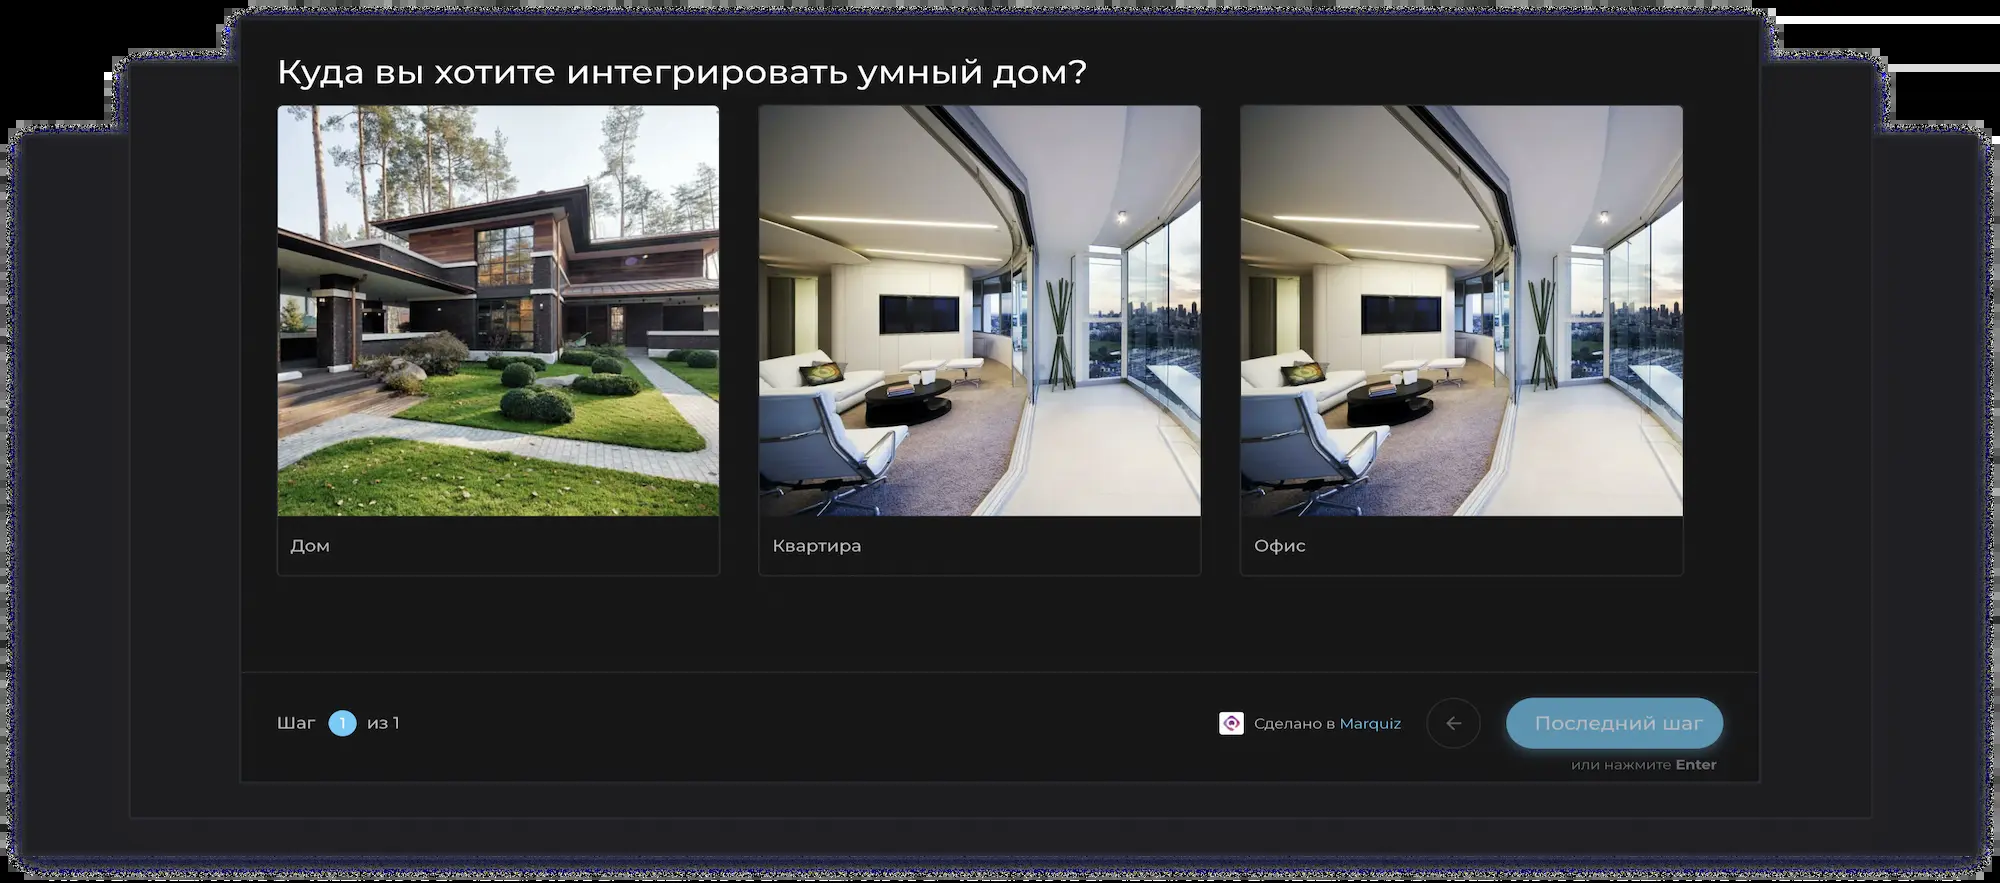 Куда вы хотите интегрировать умный дом?
Дом
Квартира
Офис
Шаг 1 из 1
Сделано в Marquiz
Последний шаг
или нажмите Enter